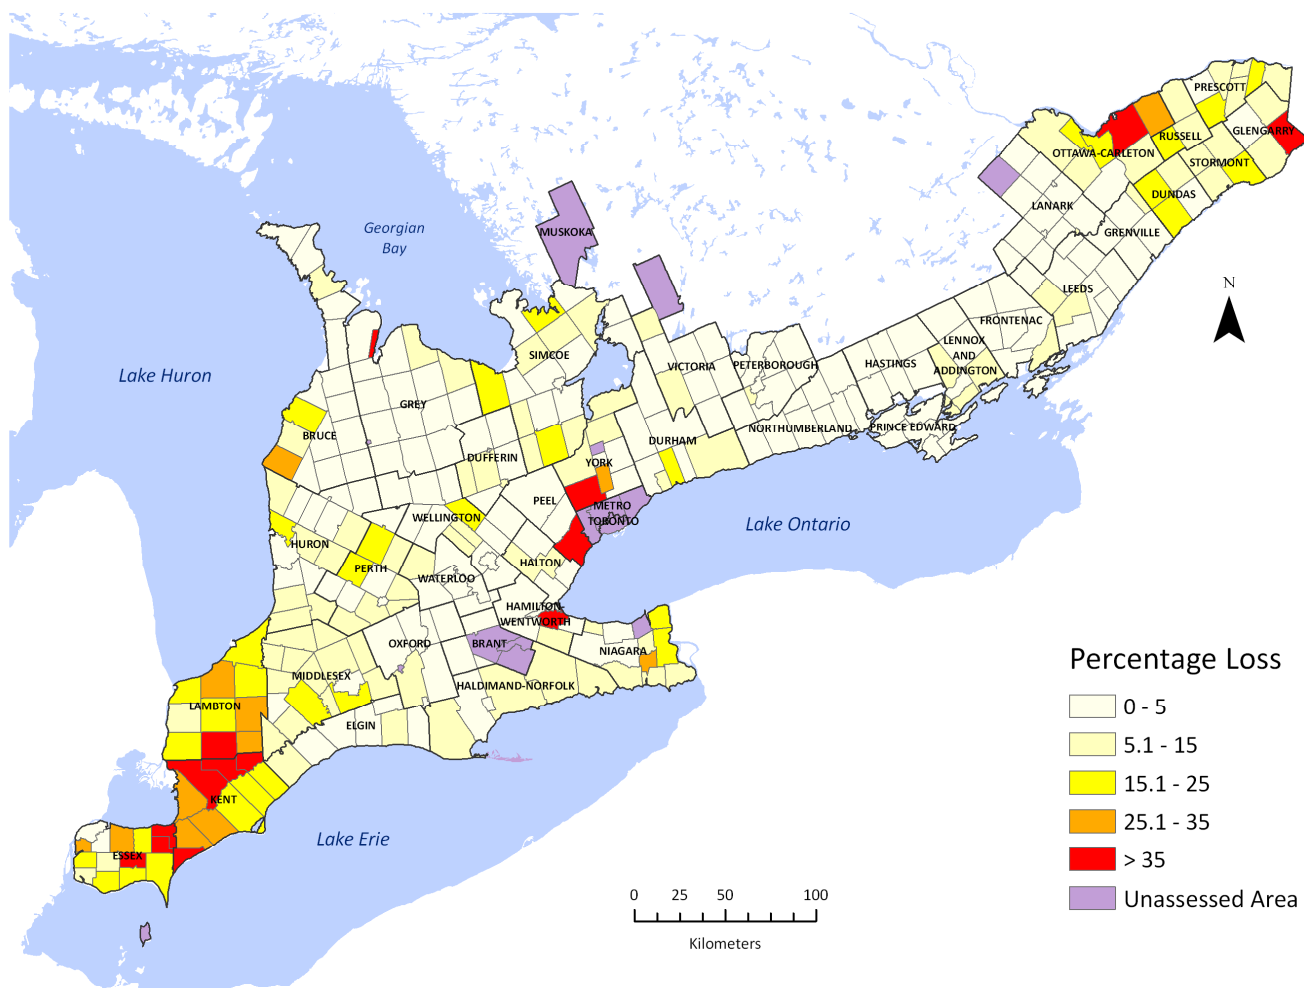 PRESCOTT
GLENGARRY
RUSSELL
OTTAWA-CARLETON
STORMONT
DUNDAS
LANARK
GRENVILLE
Georgian
Bay
MUSKOKA
LEEDS
N
FRONTENAC
LENNOX
AND
ADDINGTON
SIMCOE
VICTORIA
PETERBOROUGH
HASTINGS
Lake Huron
GREY
BRUCE
DUFFERIN
DURHAM
NORTHUMBERLAND
PRINCE EDWARD
YORK
PEEL
METRO
TORONTO
Lake Ontario
WELLINGTON
HURON
PERTH
HALTON
WATERLOO
HAMILTON-
WENTWORTH
OXFORD
BRANT
NIAGARA
MIDDLESEX
HALDIMAND-NORFOLK
LAMBTON
ELGIN
KENT
ESSEX
Lake Erie
Percentage Loss
0 - 5
5.1 - 15
15.1 - 25
25.1 - 35
> 35
Unassessed Area
0 25 50 100
Kilometers